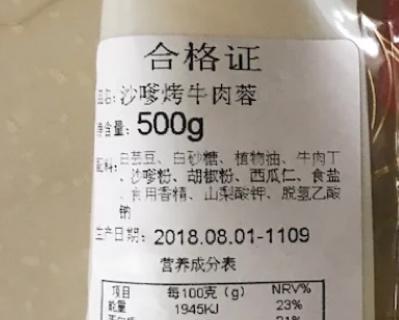 合格证
品名:沙嗲烤牛肉蓉
净含量: 500g
配料: 白芸豆、白砂糖、植物油、牛肉丁
、沙嗲粉、胡椒粉、西瓜仁、食盐
、食用香精、山梨酸钾、脱氢乙酸
钠
生产日期: 2018.08.01-1109
营养成分表
项目 每100克(g) NRV%
能量 1945KJ 23%
21%